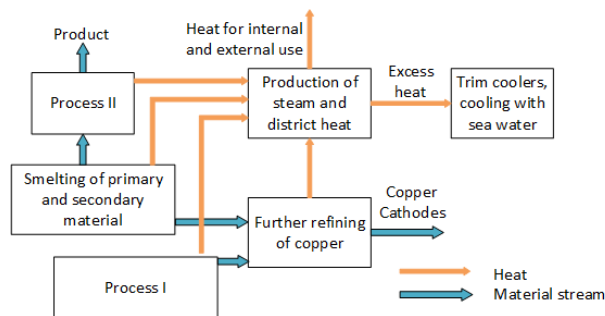 Product
Heat for internal
and external use
Process II
Production of
steam and
district heat
Excess
heat
Trim coolers,
cooling with
sea water
Smelting of primary
and secondary
material
Further refining
of copper
Copper
Cathodes
Process I
Heat
Material stream